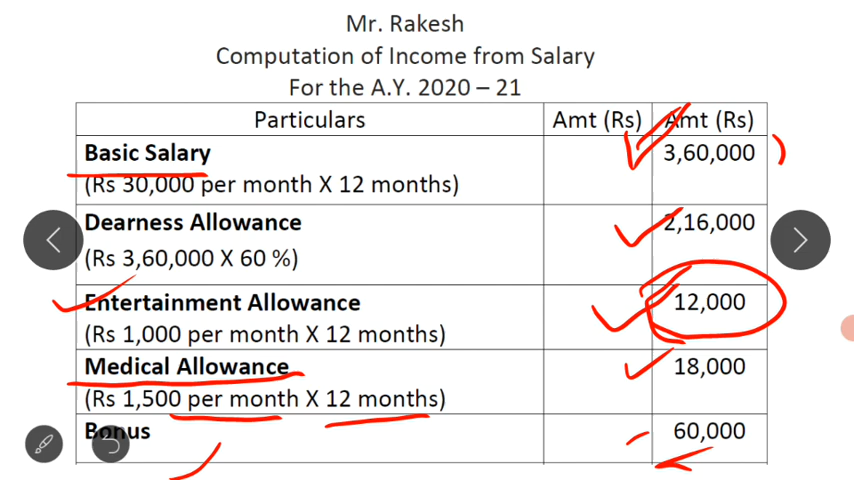 Mr. Rakesh
Computation of Income from Salary
For the A.Y. 2020 – 21
Particulars Amt (Rs) Amt (Rs)
Basic Salary 3,60,000
(Rs 30,000 per month X 12 months)
Dearness Allowance 2,16,000
(Rs 3,60,000 X 60 %)
Entertainment Allowance 12,000
(Rs 1,000 per month X 12 months)
Medical Allowance 18,000
(Rs 1,500 per month X 12 months)
Bonus 60,000